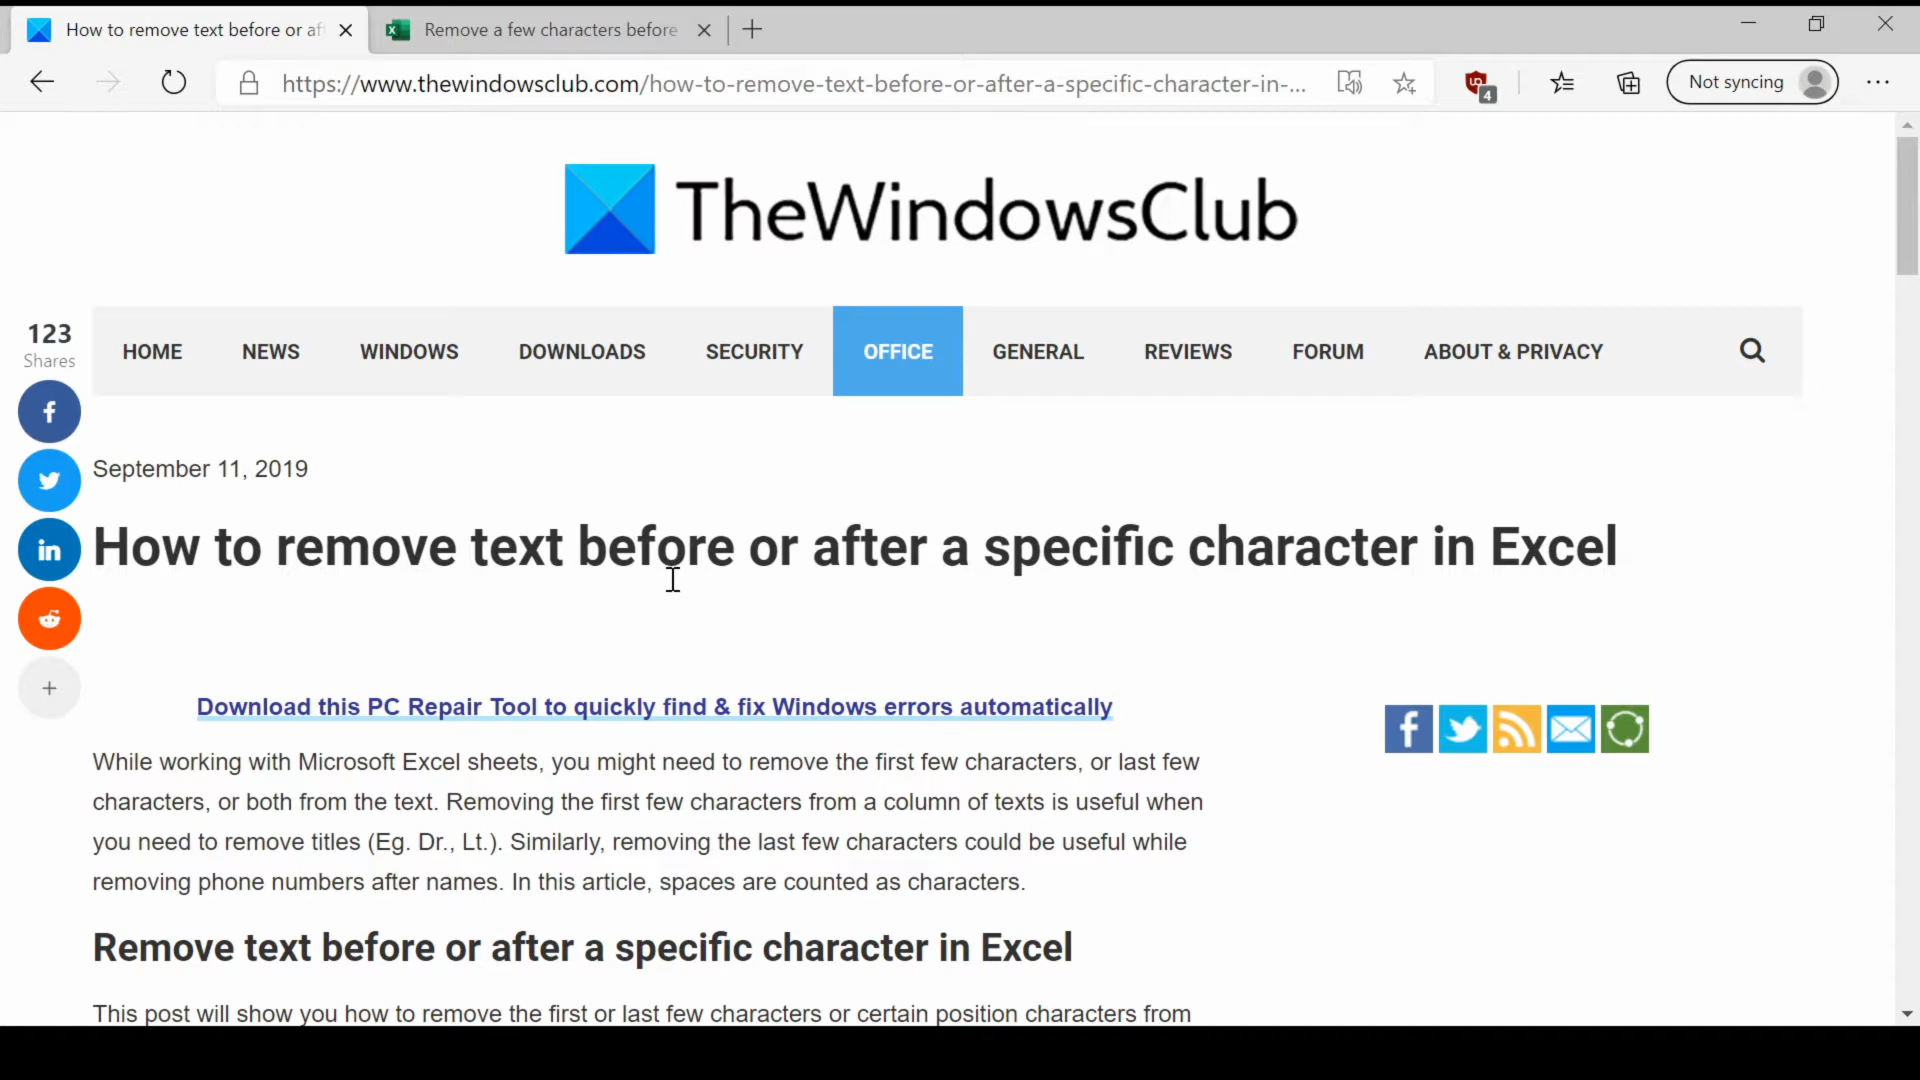 How to remove text before or af
Remove a few characters before
https://www.thewindowsclub.com/how-to-remove-text-before-or-after-a-specific-character-in-...
4
Not syncing
TheWindowsClub
HOME NEWS WINDOWS DOWNLOADS SECURITY OFFICE GENERAL REVIEWS FORUM ABOUT & PRIVACY
123
Shares
September 11, 2019
How to remove text before or after a specific character in Excel
Download this PC Repair Tool to quickly find & fix Windows errors automatically
While working with Microsoft Excel sheets, you might need to remove the first few characters, or last few
characters, or both from the text. Removing the first few characters from a column of texts is useful when
you need to remove titles (Eg. Dr., Lt.). Similarly, removing the last few characters could be useful while
removing phone numbers after names. In this article, spaces are counted as characters.
Remove text before or after a specific character in Excel
This post will show you how to remove the first or last few characters or certain position characters from